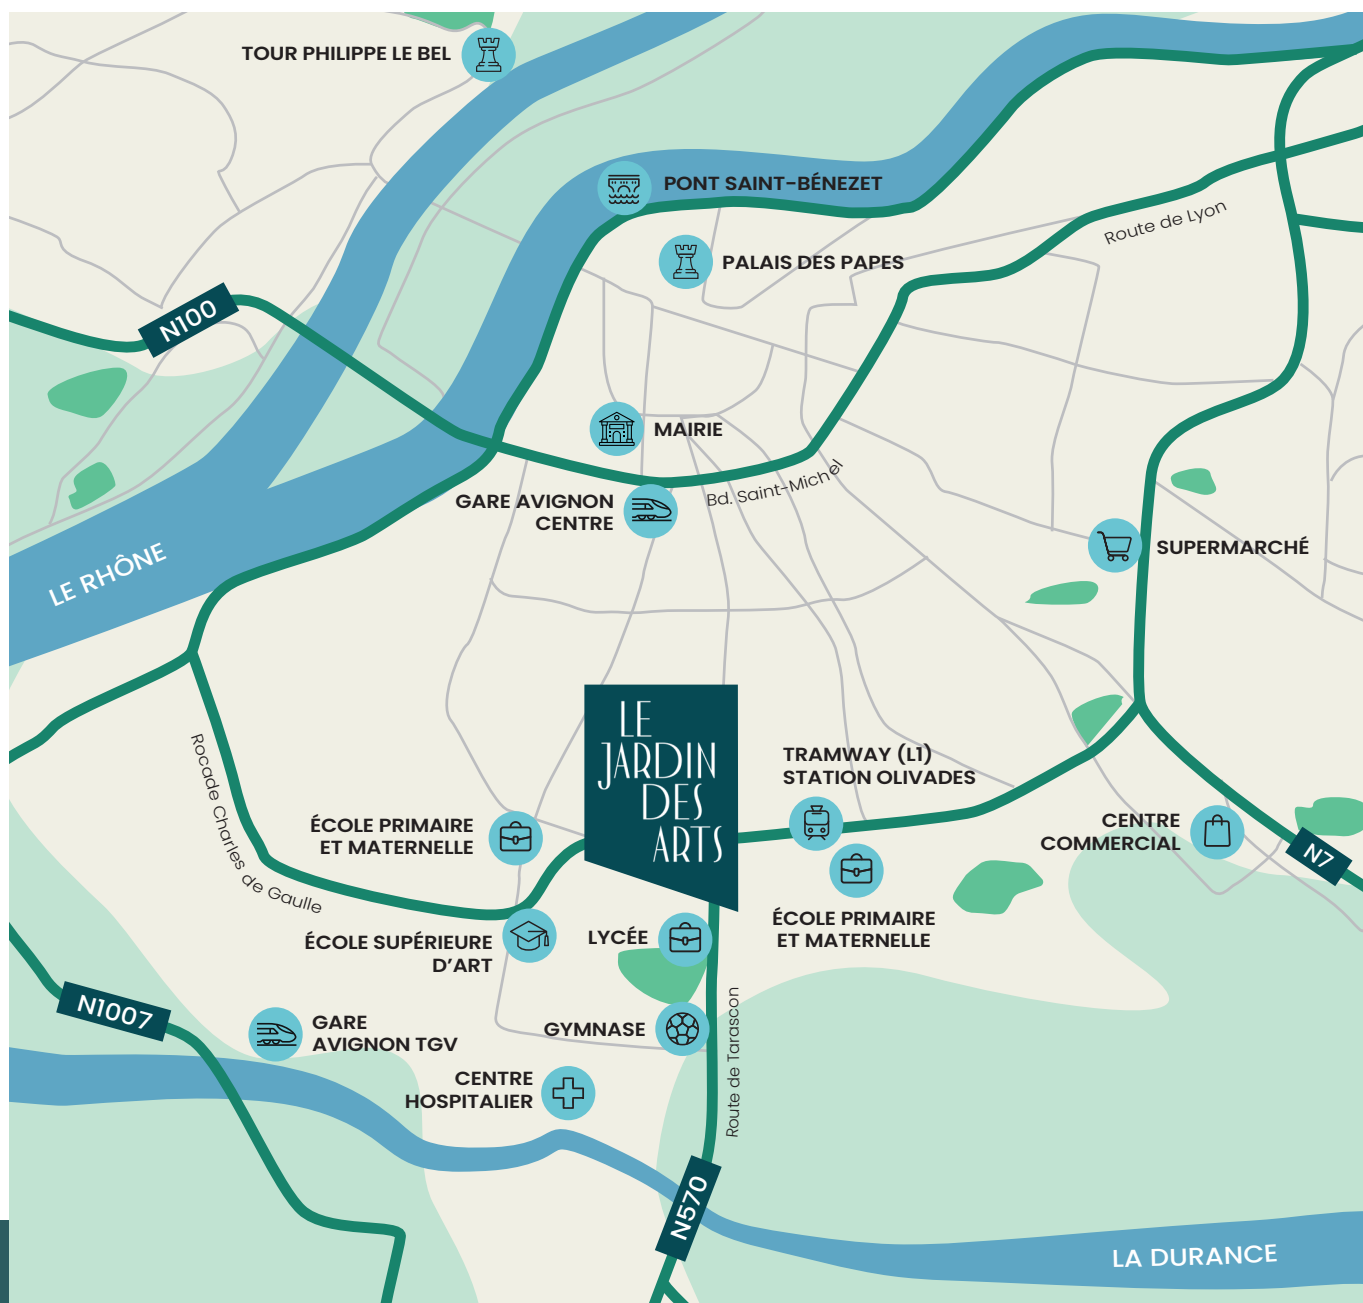 TOUR PHILIPPE LE BEL
PONT SAINT-BÉNEZET
Route de Lyon
PALAIS DES PAPES
N100
MAIRIE
Bd. Saint-Michel
GARE AVIGNON
CENTRE
SUPERMARCHÉ
LE RHÔNE
LE
JARDIN
DES
ARTS
TRAMWAY (L1)
STATION OLIVADES
Rocade Charles de Gaulle
ÉCOLE PRIMAIRE
ET MATERNELLE
CENTRE
COMMERCIAL
N7
ÉCOLE PRIMAIRE
ET MATERNELLE
ÉCOLE SUPÉRIEURE
D'ART
LYCÉE
N1007
GARE
AVIGNON TGV
GYMNASE
Route de Tarascon
CENTRE
HOSPITALIER
N570
LA DURANCE